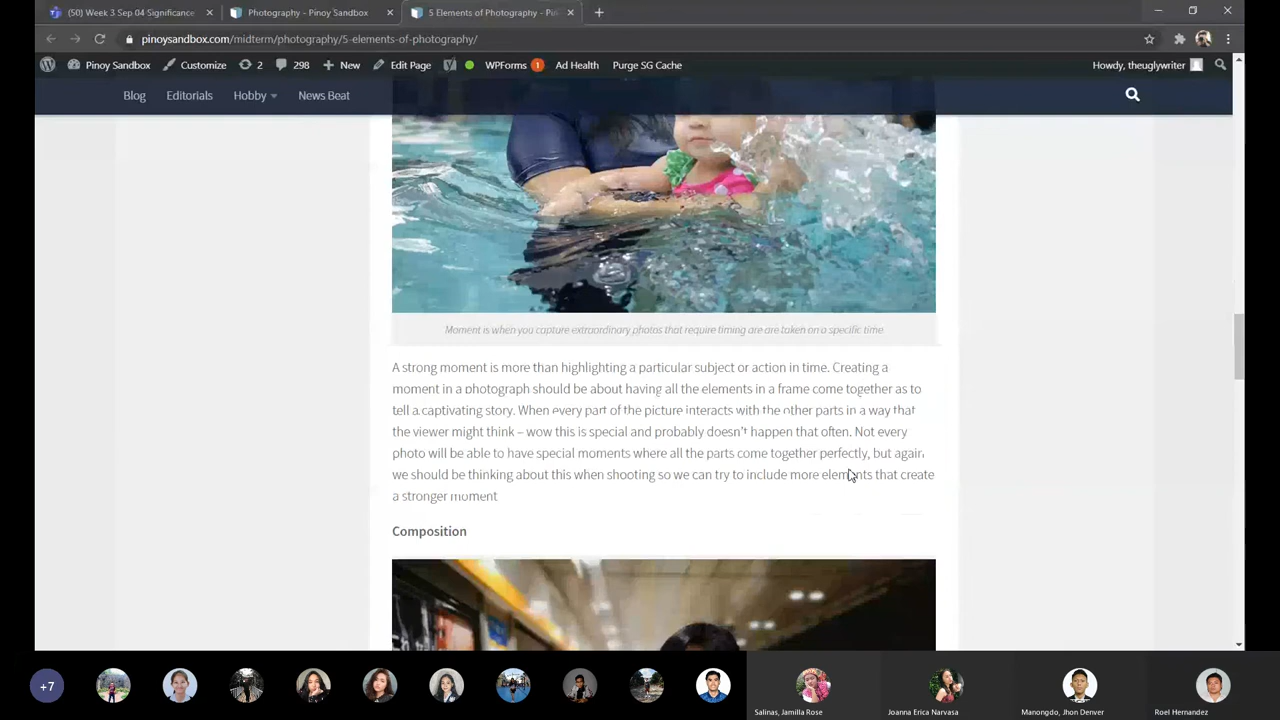 (50) Week 3 Sep 04 Significance
Photography - Pinoy Sandbox
5 Elements of Photography - Pi
pinoysandbox.com/midterm/photography/5-elements-of-photography/
Pinoy Sandbox
Customize
2
298
New
Edit Page
WPForms 1
Ad Health
Purge SG Cache
Howdy, theuglywriter
Blog
Editorials
Hobby
News Beat
Moment is when you capture extraordinary photos that require timing are are taken on a specific time
A strong moment is more than highlighting a particular subject or action in time. Creating a
moment in a photograph should be about having all the elements in a frame come together as to
tell a captivating story. When every part of the picture interacts with the other parts in a way that
the viewer might think – wow this is special and probably doesn't happen that often. Not every
photo will be able to have special moments where all the parts come together perfectly, but again,
we should be thinking about this when shooting so we can try to include more elements that create
a stronger moment
Composition
+7
Salinas, Jamilla Rose
Joanna Erica Narvasa
Manongdo, Jhon Denver
Roel Hernandez